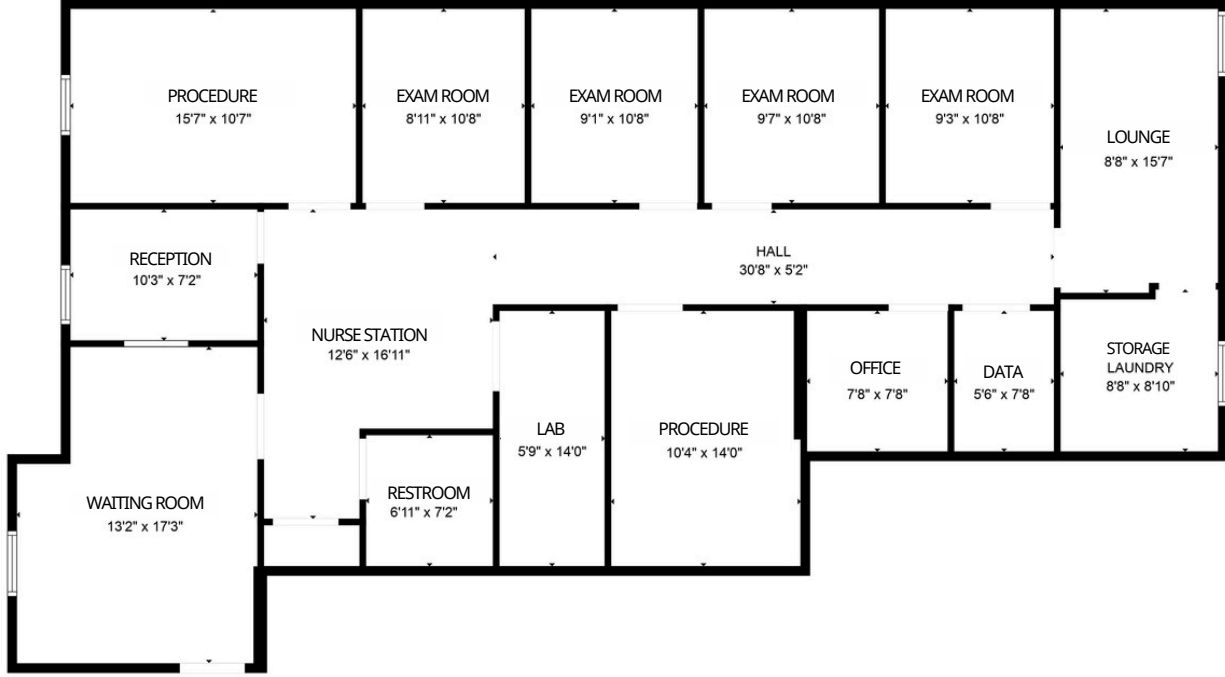 PROCEDURE
15'7" x 10'7"
EXAM ROOM
8'11" x 10'8"
EXAM ROOM
9'1" x 10'8"
EXAM ROOM
9'7" x 10'8"
EXAM ROOM
9'3" x 10'8"
LOUNGE
8'8" x 15'7"
RECEPTION
10'3" x 7'2"
HALL
30'8" x 5'2"
NURSE STATION
12'6" x 16'11"
OFFICE
7'8" x 7'8"
DATA
5'6" x 7'8"
STORAGE
LAUNDRY
8'8" x 8'10"
LAB
5'9" x 14'0"
PROCEDURE
10'4" x 14'0"
WAITING ROOM
13'2" x 17'3"
RESTROOM
6'11" x 7'2"